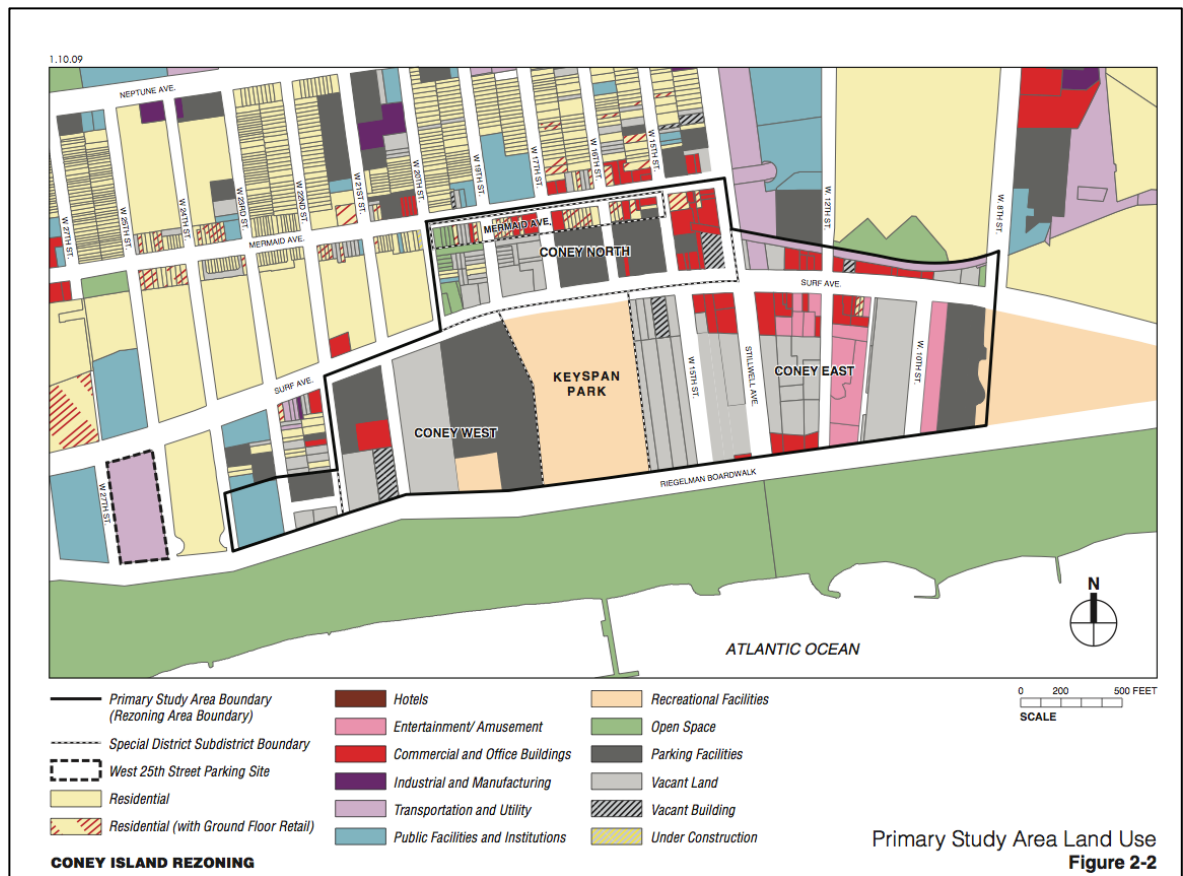 1.10.09
NEPTUNE AVE.
W 27TH ST.
W 25TH ST.
W 24TH ST.
W 23RD ST.
W 22ND ST.
W 21ST ST.
W 20TH ST.
W 19TH ST.
W 17TH ST.
W 16TH ST.
W 15TH ST.
W 12TH ST.
W 8TH ST.
MERMAID AVE.
MERMAID AVE.
CONEY NORTH
SURF AVE.
SURF AVE.
KEYSPAN
PARK
W 15TH ST.
STILLWELL AVE.
CONEY EAST
W. 10TH ST.
CONEY WEST
RIEGELMAN BOARDWALK
W 27TH ST.
N
ATLANTIC OCEAN
Primary Study Area Boundary
(Rezoning Area Boundary)
Special District Subdistrict Boundary
West 25th Street Parking Site
Residential
Residential (with Ground Floor Retail)
Hotels
Entertainment/ Amusement
Commercial and Office Buildings
Industrial and Manufacturing
Transportation and Utility
Public Facilities and Institutions
Recreational Facilities
Open Space
Parking Facilities
Vacant Land
Vacant Building
Under Construction
0 200 500 FEET
SCALE
CONEY ISLAND REZONING
Primary Study Area Land Use
Figure 2-2